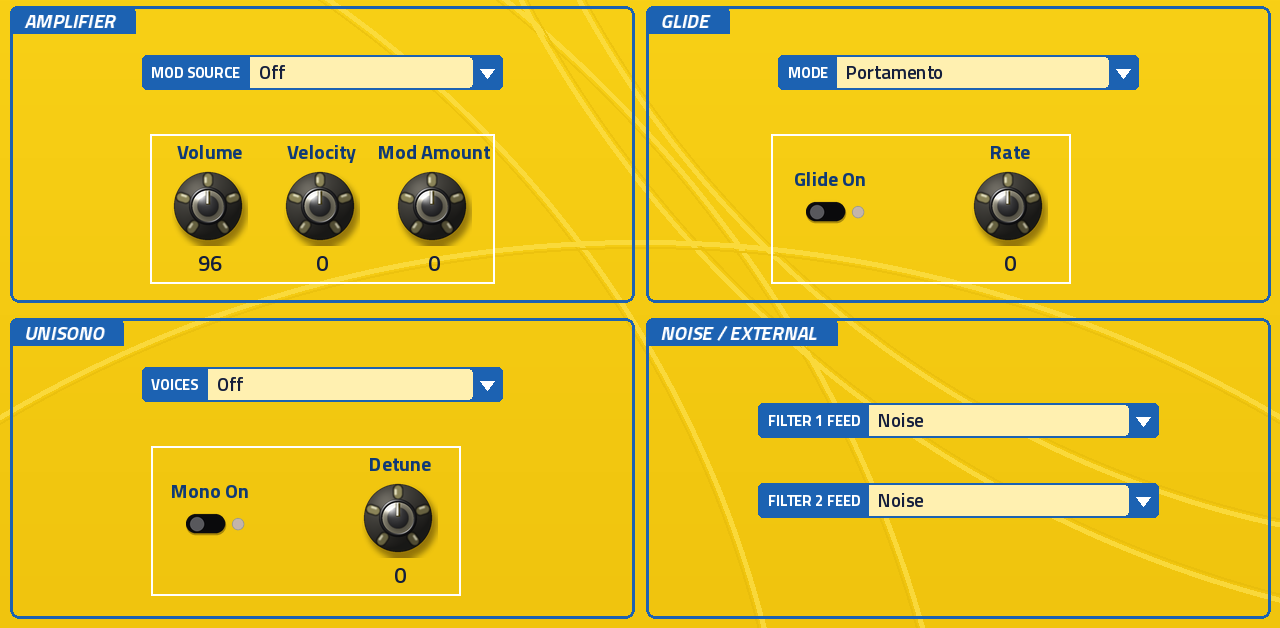 AMPLIFIER
MOD SOURCE Off
Volume Velocity Mod Amount
96 0 0
GLIDE
MODE Portamento
Rate
Glide On
0
UNISONO
VOICES Off
Detune
Mono On
0
NOISE / EXTERNAL
FILTER 1 FEED Noise
FILTER 2 FEED Noise